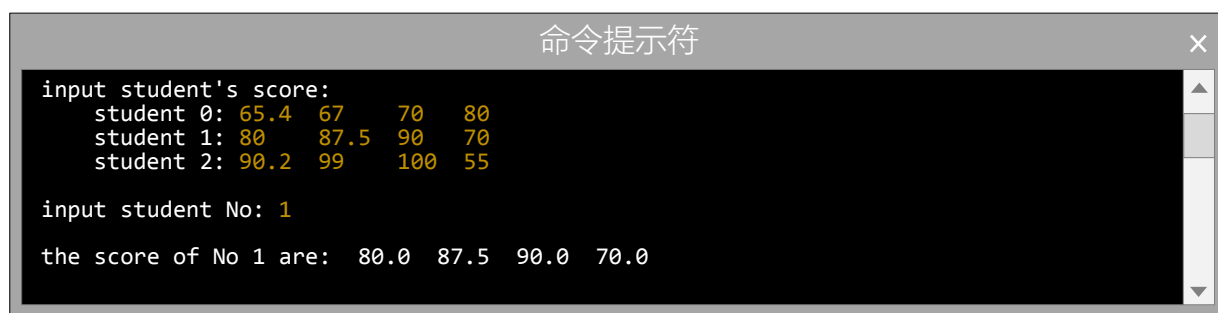 命令提示符
input student's score:
student 0: 65.4 67 70 80
student 1: 80 87.5 90 70
student 2: 90.2 99 100 55
input student No: 1
the score of No 1 are: 80.0 87.5 90.0 70.0